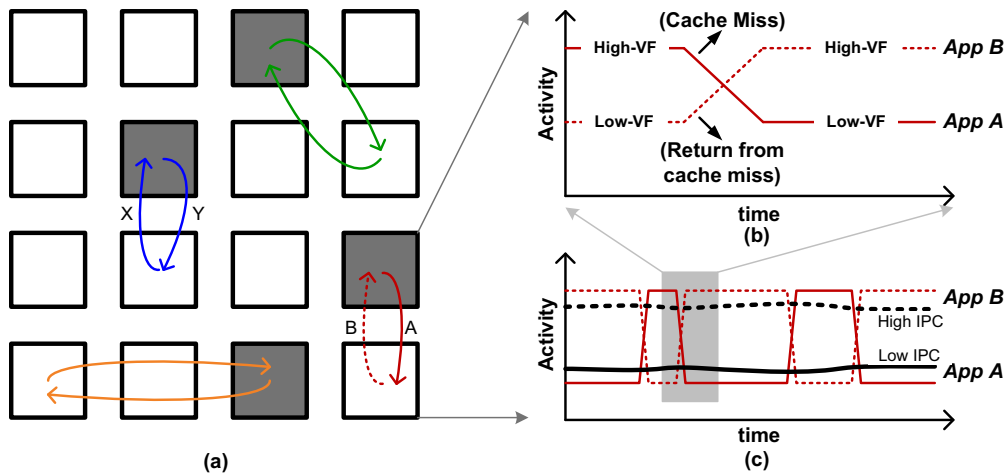 X
Y
B
A
(a)
(Cache Miss)
High-VF
High-VF
App B
Activity
Low-VF
Low-VF
App A
(Return from
cache miss)
time
(b)
App B
High IPC
Activity
Low IPC
App A
time
(c)